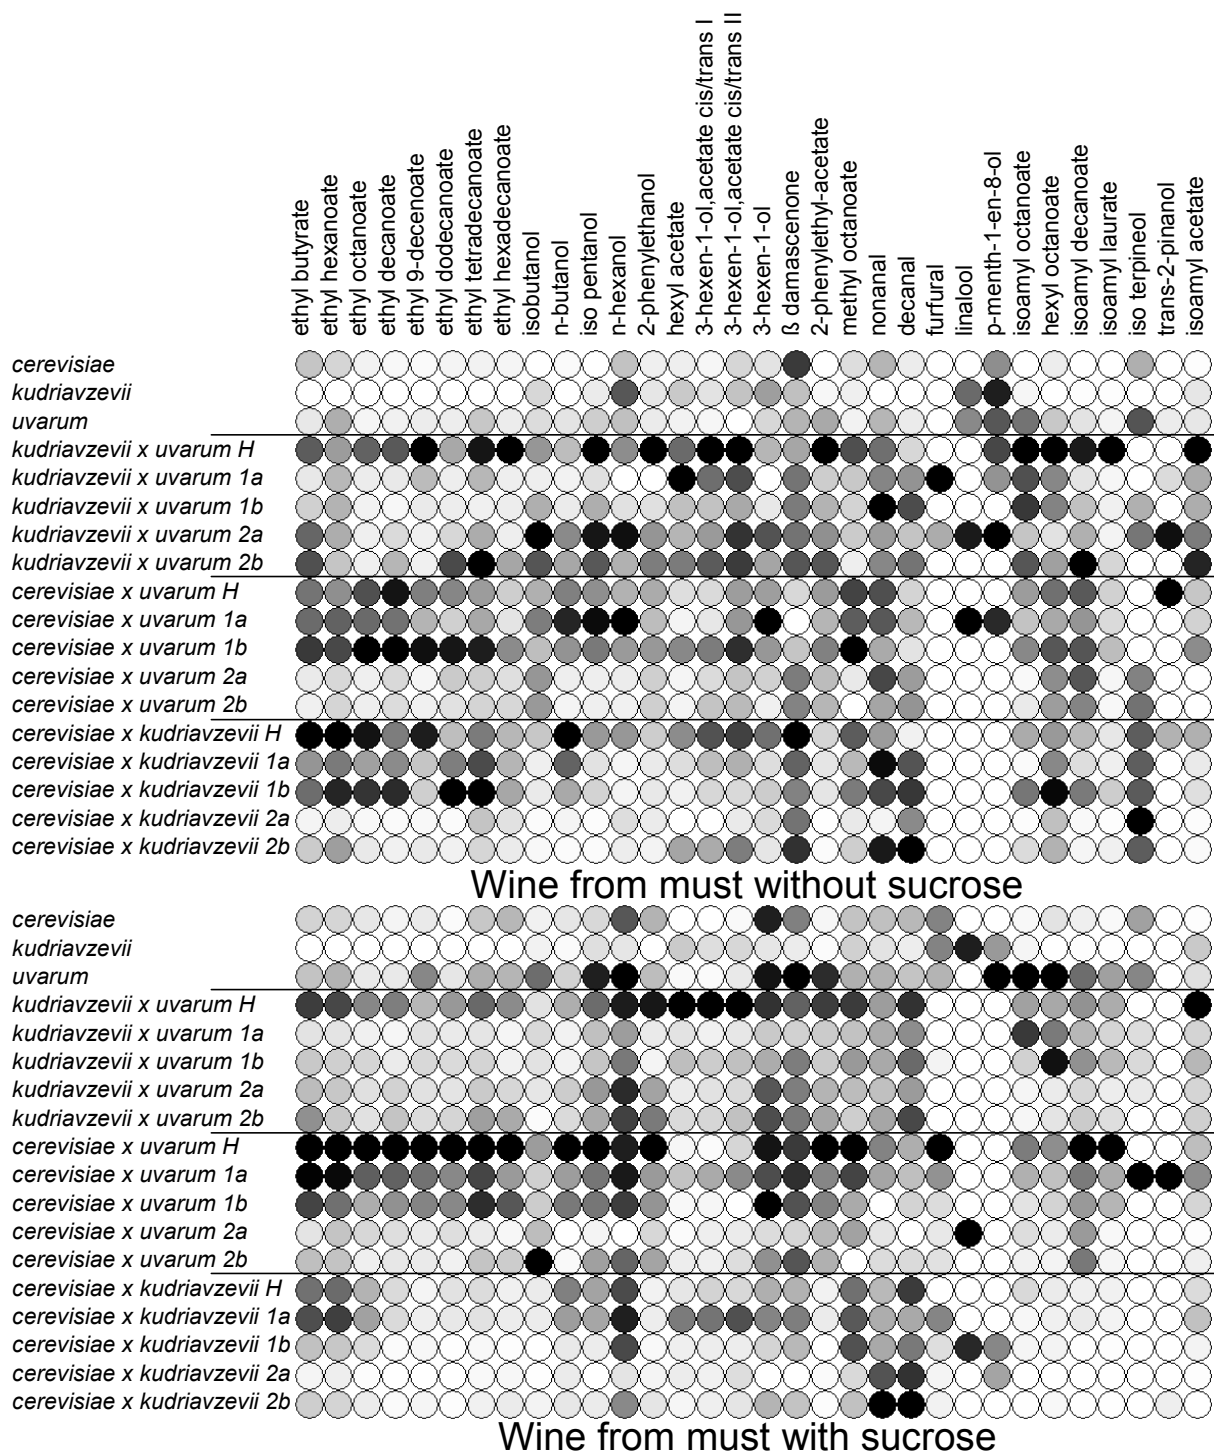 ethyl butyrate
ethyl hexanoate
ethyl octanoate
ethyl decanoate
ethyl 9-decenoate
ethyl dodecanoate
ethyl tetradecanoate
ethyl hexadecanoate
isobutanol
n-butanol
iso pentanol
n-hexanol
2-phenylethanol
hexyl acetate
3-hexen-1-ol,acetate cis/trans I
3-hexen-1-ol,acetate cis/trans II
3-hexen-1-ol
ß damascenone
2-phenylethyl-acetate
methyl octanoate
nonanal
decanal
furfural
linalool
p-menth-1-en-8-ol
isoamyl octanoate
hexyl octanoate
isoamyl decanoate
isoamyl laurate
iso terpineol
trans-2-pinanol
isoamyl acetate
cerevisiae
kudriavzevii
uvarum
kudriavzevii x uvarum H
kudriavzevii x uvarum 1a
kudriavzevii x uvarum 1b
kudriavzevii x uvarum 2a
kudriavzevii x uvarum 2b
cerevisiae x uvarum H
cerevisiae x uvarum 1a
cerevisiae x uvarum 1b
cerevisiae x uvarum 2a
cerevisiae x uvarum 2b
cerevisiae x kudriavzevii H
cerevisiae x kudriavzevii 1a
cerevisiae x kudriavzevii 1b
cerevisiae x kudriavzevii 2a
cerevisiae x kudriavzevii 2b
Wine from must without sucrose
cerevisiae
kudriavzevii
uvarum
kudriavzevii x uvarum H
kudriavzevii x uvarum 1a
kudriavzevii x uvarum 1b
kudriavzevii x uvarum 2a
kudriavzevii x uvarum 2b
cerevisiae x uvarum H
cerevisiae x uvarum 1a
cerevisiae x uvarum 1b
cerevisiae x uvarum 2a
cerevisiae x uvarum 2b
cerevisiae x kudriavzevii H
cerevisiae x kudriavzevii 1a
cerevisiae x kudriavzevii 1b
cerevisiae x kudriavzevii 2a
cerevisiae x kudriavzevii 2b
Wine from must with sucrose